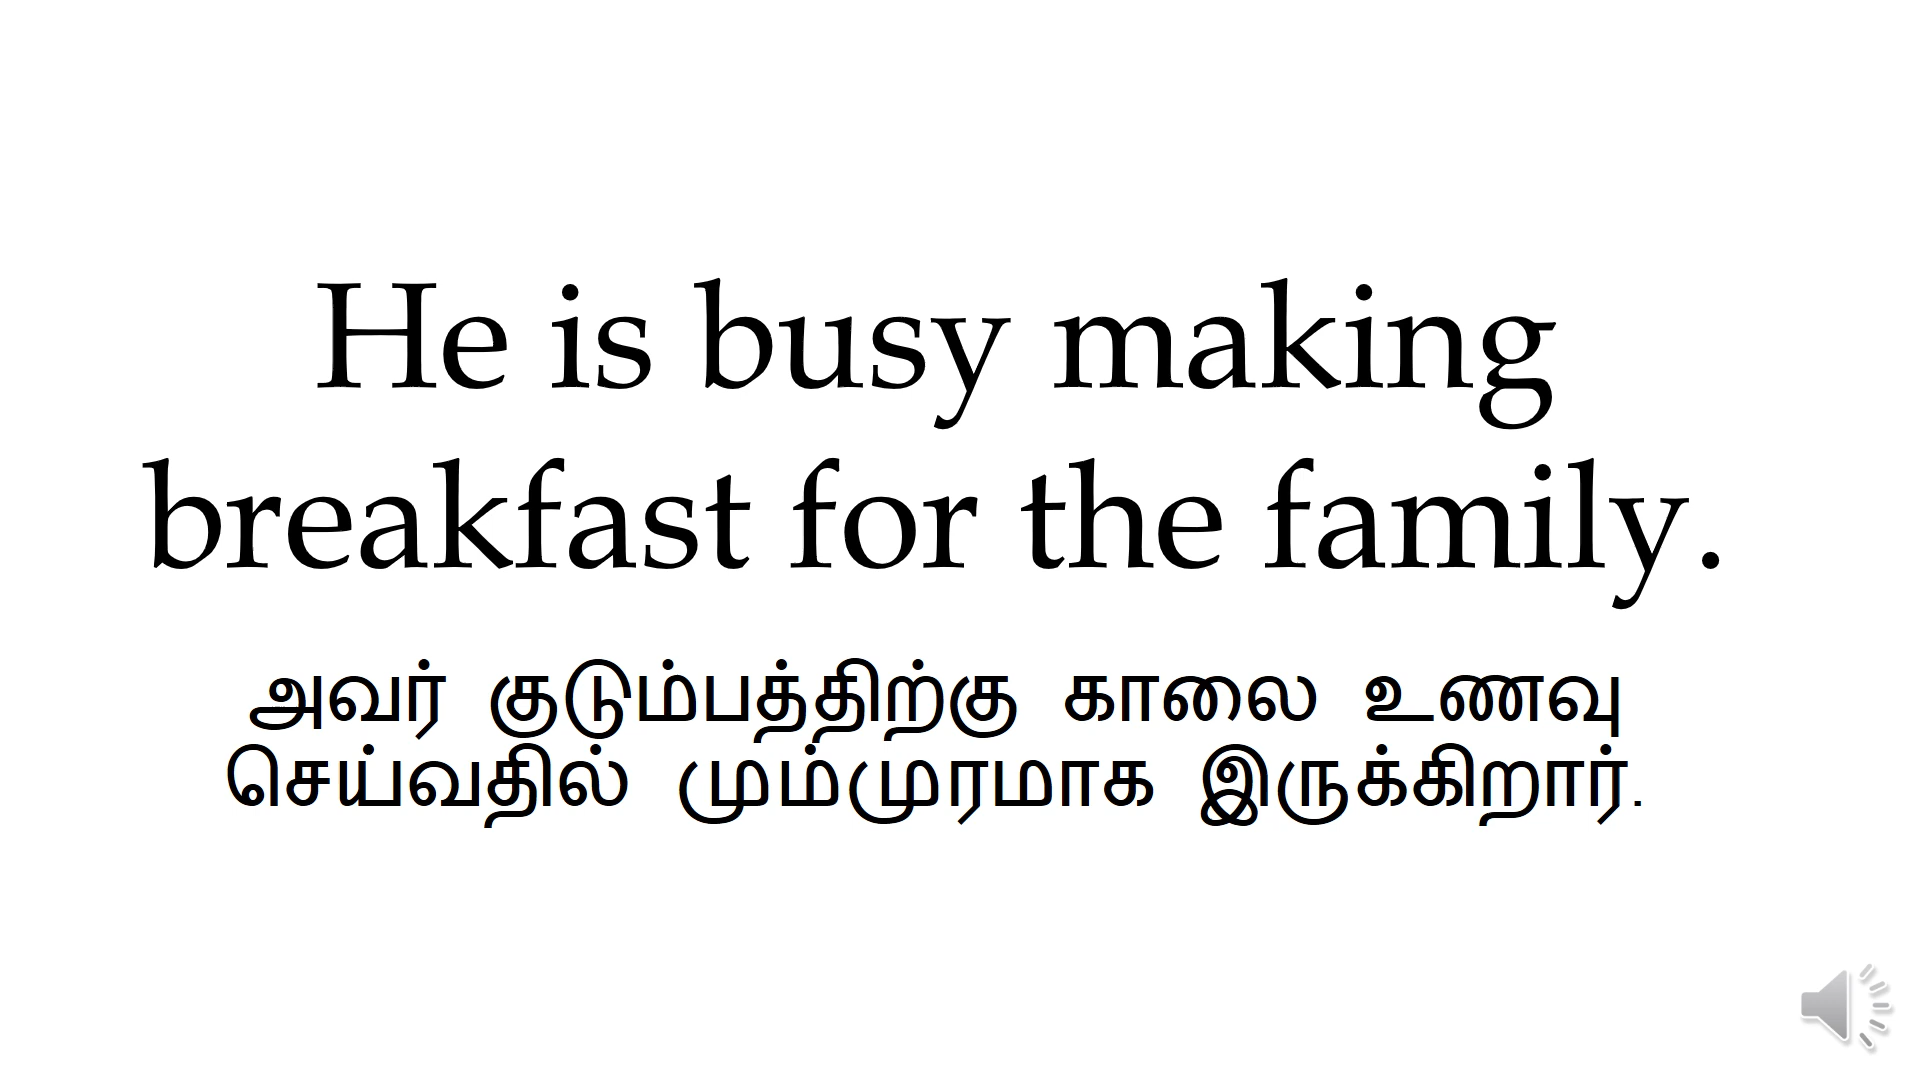 He is busy making
breakfast for the family.
அவர் குடும்பத்திற்கு காலை உணவு
செய்வதில் மும்முரமாக இருக்கிறார்.